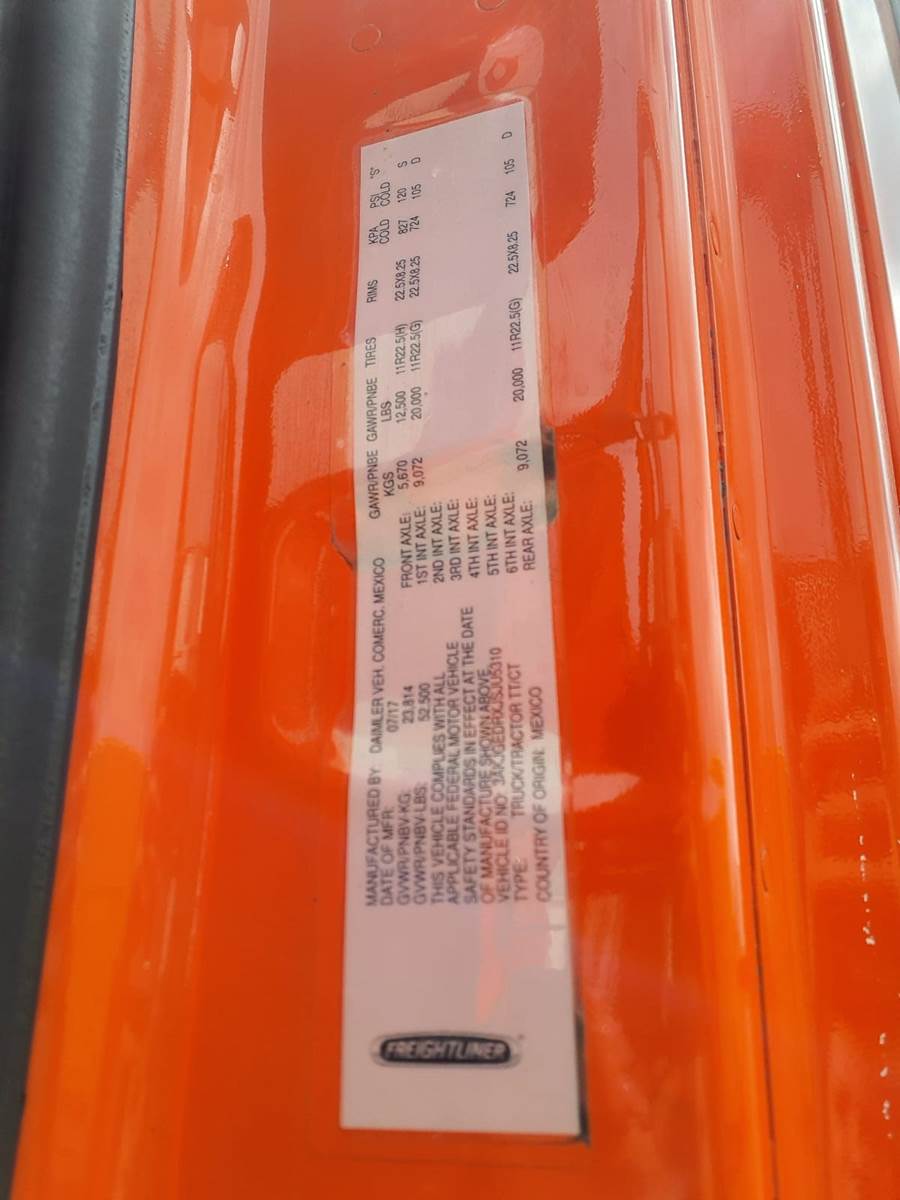 FREIGHTLINER
MANUFACTURED BY: DAIMLER VEH. COMERC. MEXICO
DATE OF MFR: 07/17
GVWR/PNBV-KG: 23,814
GVWR/PNBV-LBS: 52,500
THIS VEHICLE COMPLIES WITH ALL
APPLICABLE FEDERAL MOTOR VEHICLE
SAFETY STANDARDS IN EFFECT AT THE DATE
OF MANUFACTURE SHOWN ABOVE.
VEHICLE ID NO:
TYPE: TRUCK/TRACTOR TT/CT
COUNTRY OF ORIGIN: MEXICO
GAWR/PNBE GAWR/PNBE TIRES RIMS KPA PSI "S"
KGS LBS COLD COLD
FRONT AXLE: 5,670 12,500 11R22.5(H) 22.5X8.25 827 120 S
1ST INT AXLE: 9,072 20,000 11R22.5(G) 22.5X8.25 724 105 D
2ND INT AXLE:
3RD INT AXLE:
4TH INT AXLE:
5TH INT AXLE:
6TH INT AXLE:
REAR AXLE: 9,072 20,000 11R22.5(G) 22.5X8.25 724 105 D